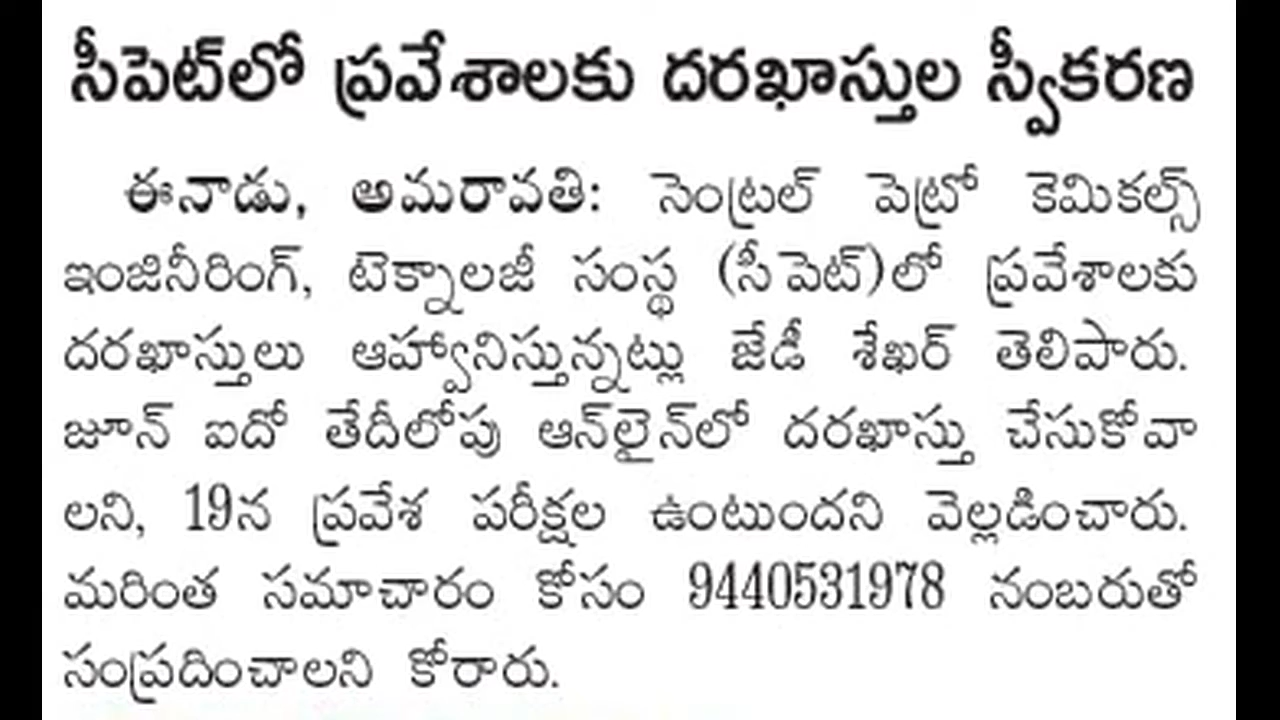 సీపెట్‌లో ప్రవేశాలకు దరఖాస్తుల స్వీకరణ
ఈనాడు, అమరావతి: సెంట్రల్ పెట్రో కెమికల్స్
ఇంజినీరింగ్, టెక్నాలజీ సంస్థ (సీపెట్)లో ప్రవేశాలకు
దరఖాస్తులు ఆహ్వానిస్తున్నట్లు జేడీ శేఖర్ తెలిపారు.
జూన్ ఐదో తేదీలోపు ఆన్‌లైన్‌లో దరఖాస్తు చేసుకోవా
లని, 19న ప్రవేశ పరీక్షల ఉంటుందని వెల్లడించారు.
మరింత సమాచారం కోసం 9440531978 నంబరుతో
సంప్రదించాలని కోరారు.